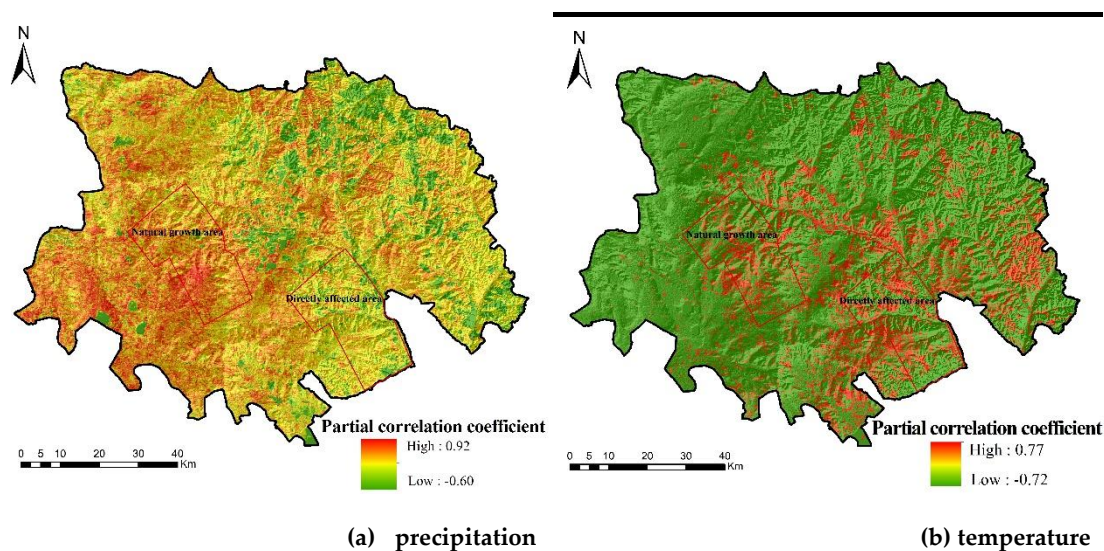 N
Natural growth area
Directly affected area
Partial correlation coefficient
High : 0.92
Low : -0.60
0 5 10 20 30 40
Km
(a) precipitation
N
Natural growth area
Directly affected area
Partial correlation coefficient
High : 0.77
Low : -0.72
0 5 10 20 30 40
Km
(b) temperature